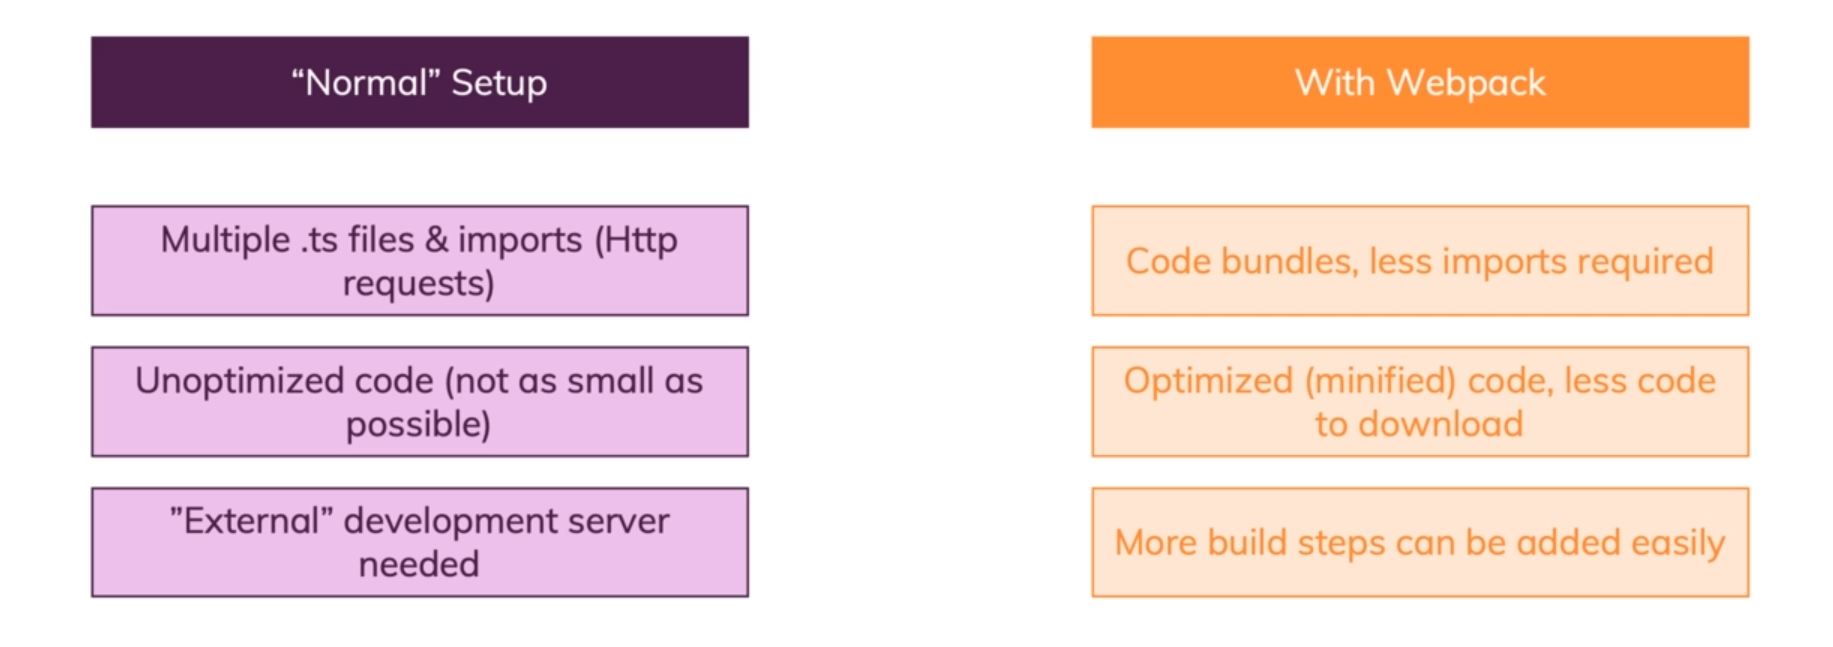 “Normal” Setup
Multiple .ts files & imports (Http
requests)
Unoptimized code (not as small as
possible)
”External” development server
needed
With Webpack
Code bundles, less imports required
Optimized (minified) code, less code
to download
More build steps can be added easily